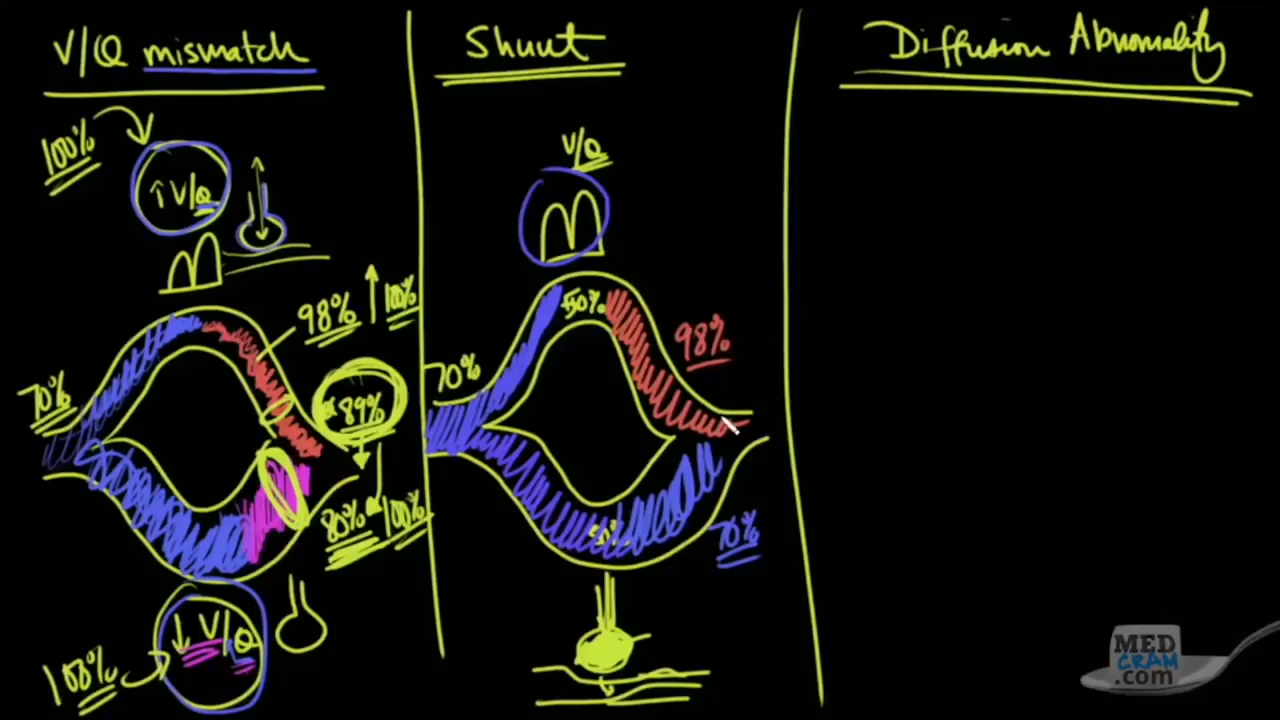 V/Q mismatch
100%
↑V/Q
98%
↑100%
70%
≈89%
80%
100%
↓V/Q
100%
Shunt
V/Q
50%
98%
70%
50%
70%
Diffusion Abnormality
MED
CRAM
.com